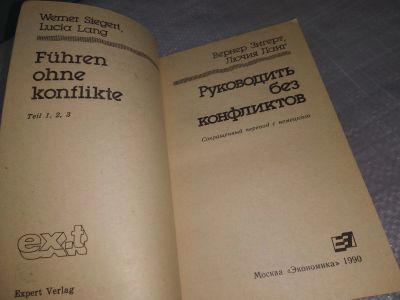 Werner Siegert,
Lucia Lang
Führen
ohne
konflikte
Teil 1, 2, 3
Expert Verlag
Вернер Зигерт,
Лючия Ланг
Руководить
без
конфликтов
Сокращенный перевод с немецкого
Москва «Экономика» 1990